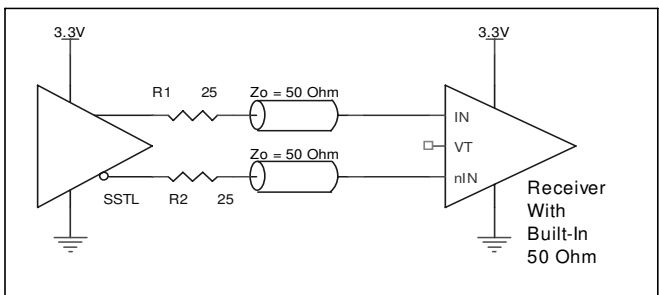 3.3V
3.3V
R1 25
Zo = 50 Ohm
IN
VT
Zo = 50 Ohm
nIN
SSTL
R2 25
Receiver
With
Built-In
50 Ohm